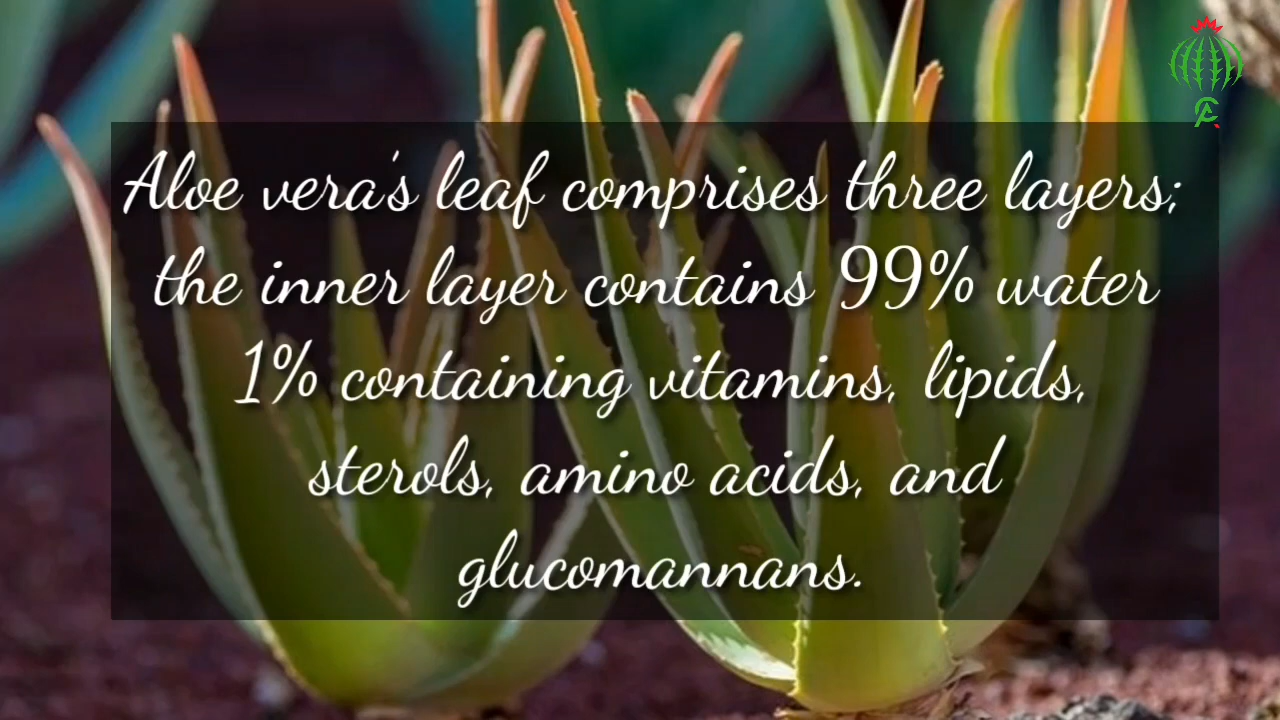 Aloe vera's leaf comprises three layers;
the inner layer contains 99% water
1% containing vitamins, lipids,
sterols, amino acids, and
glucomannans.